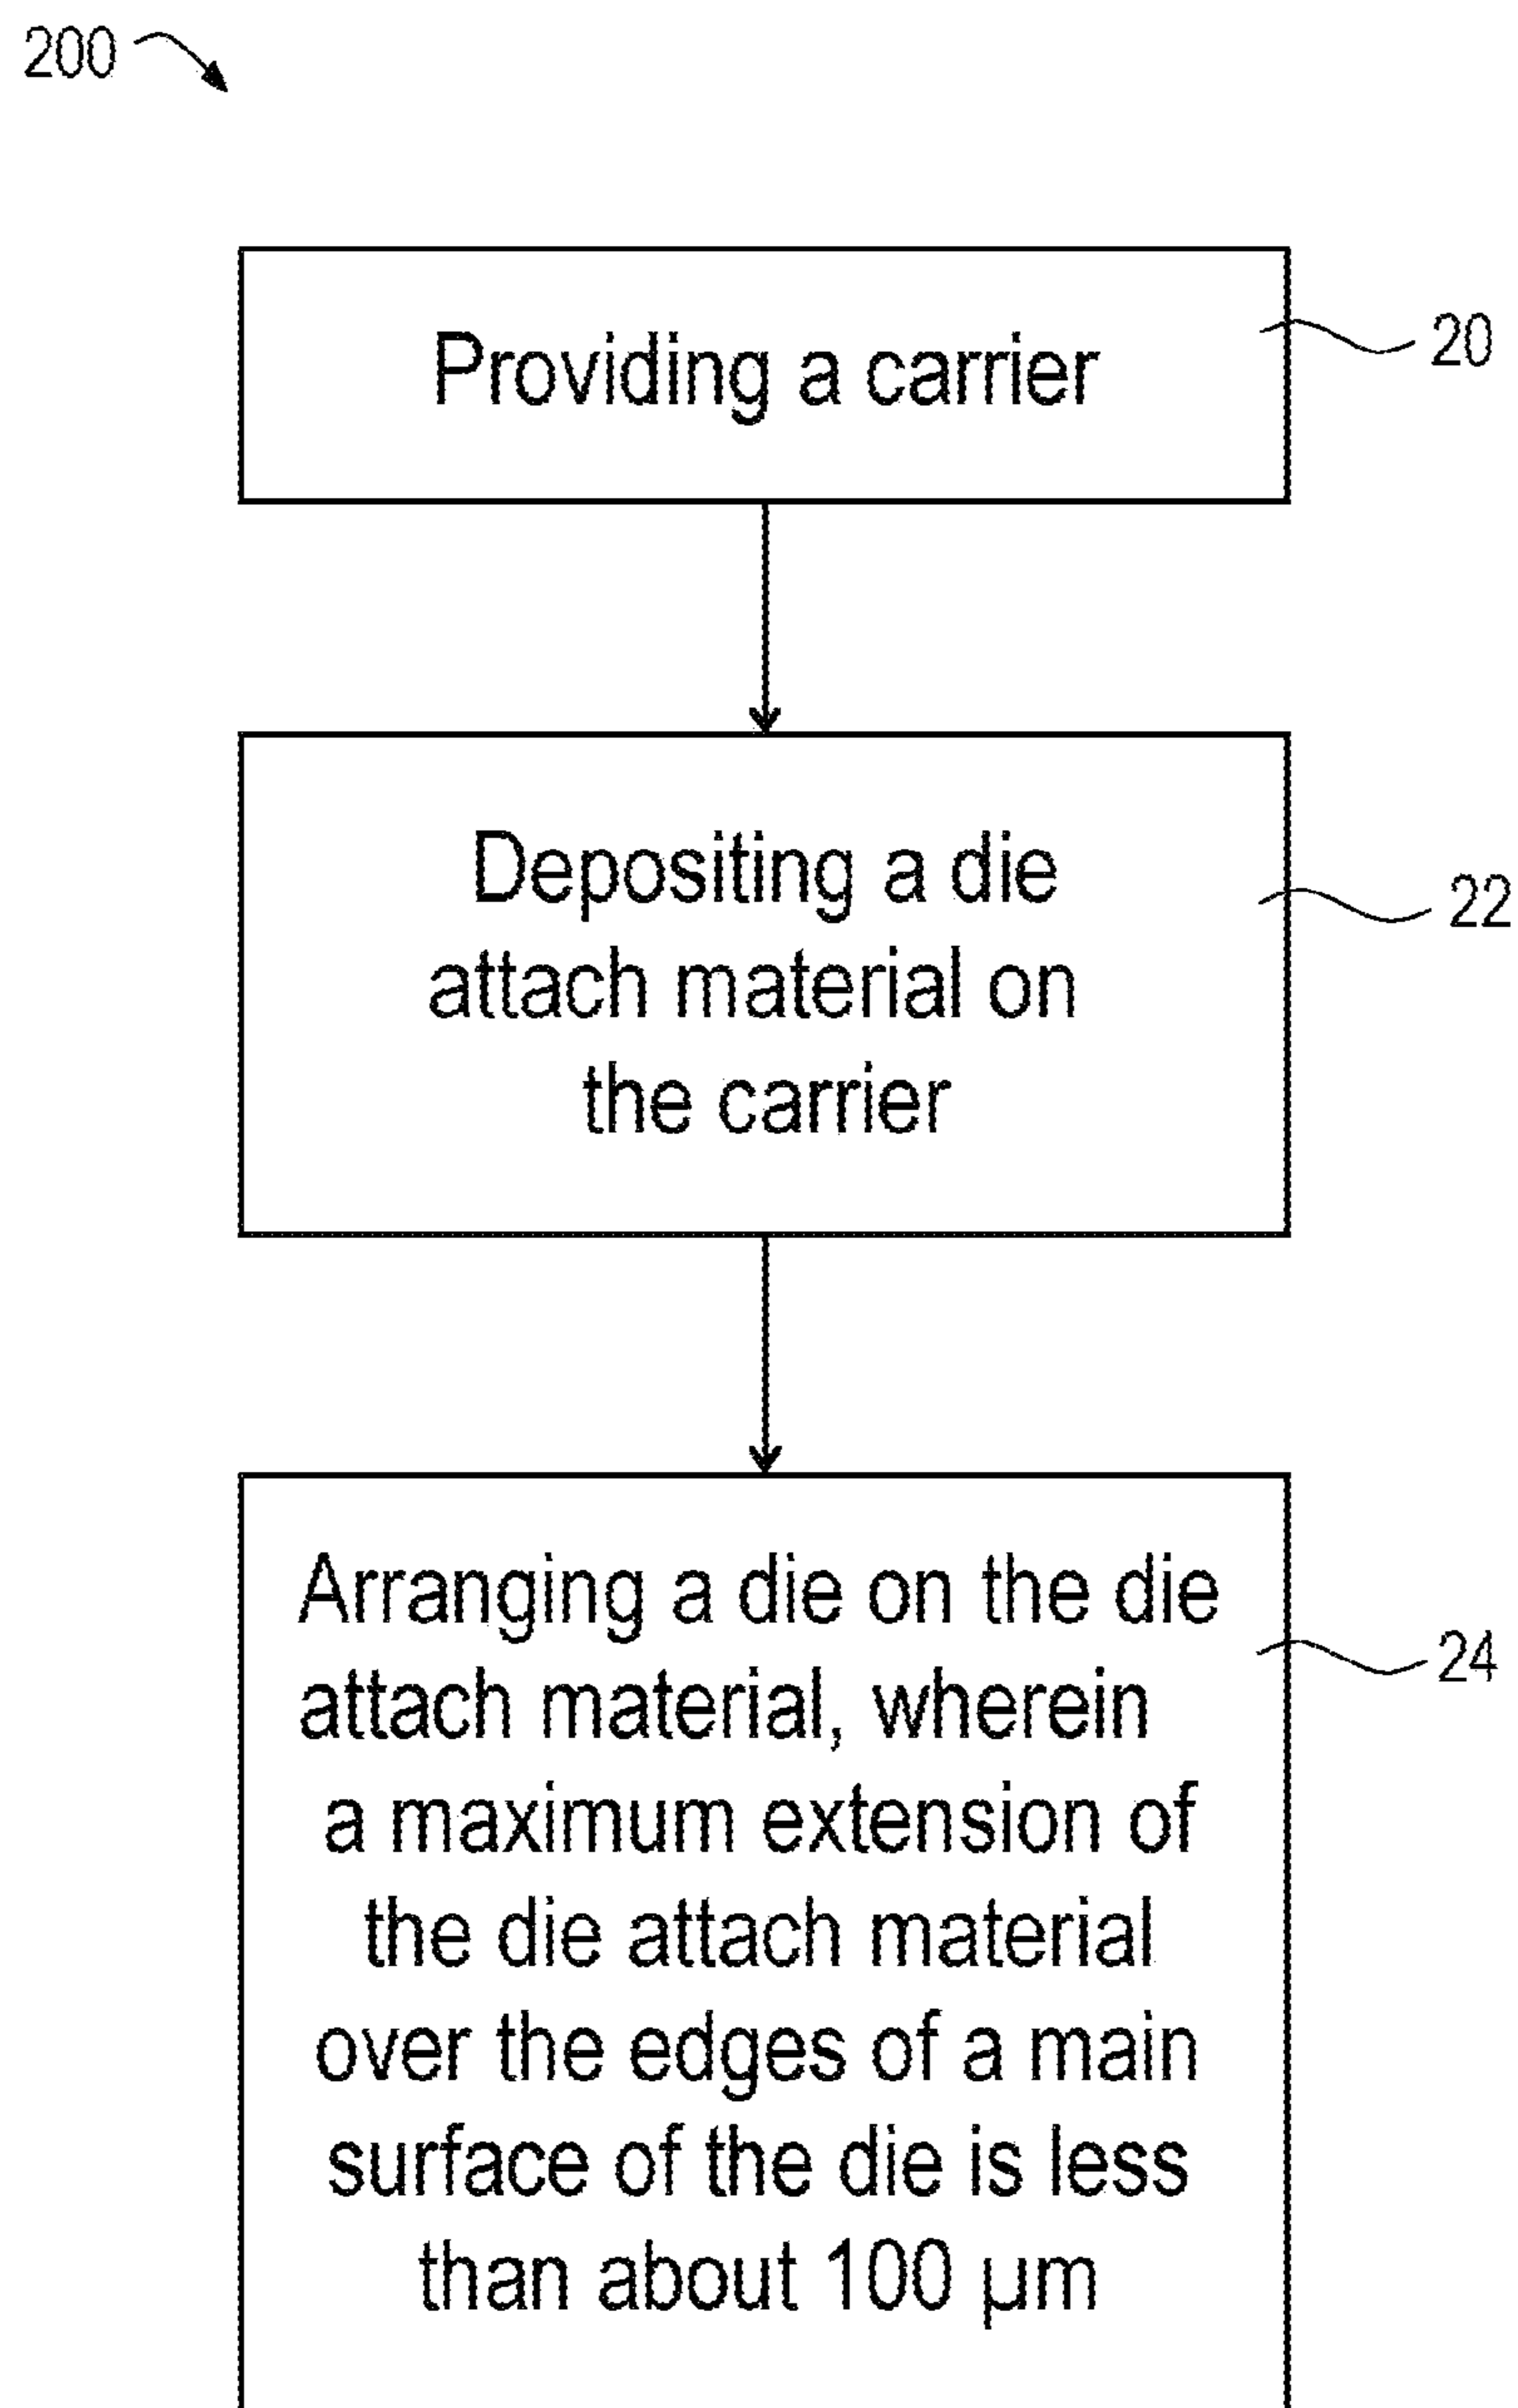 200
Providing a carrier
20
Depositing a die
attach material on
the carrier
22
Arranging a die on the die
attach material, wherein
a maximum extension of
the die attach material
over the edges of a main
surface of the die is less
than about 100 µm
24